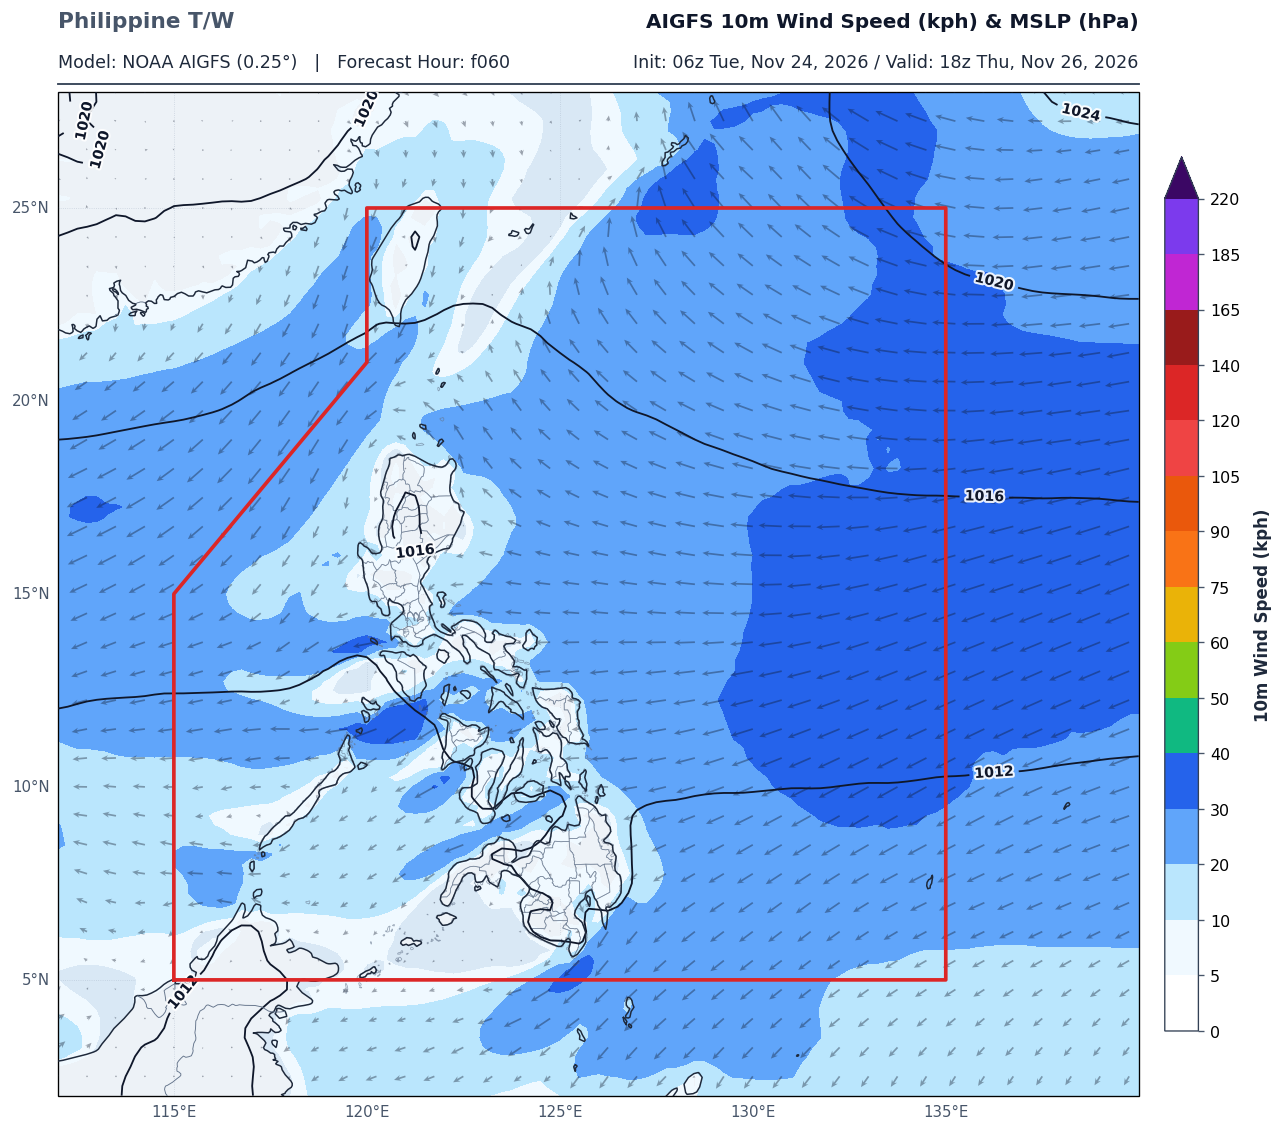 Philippine T/W
AIGFS 10m Wind Speed (kph) & MSLP (hPa)
Model: NOAA AIGFS (0.25°) | Forecast Hour: f060
Init: 06z Tue, Nov 24, 2026 / Valid: 18z Thu, Nov 26, 2026
1020
1020
1020
1024
1020
1016
1016
1012
1012
25°N
20°N
15°N
10°N
5°N
115°E
120°E
125°E
130°E
135°E
220
185
165
140
120
105
90
75
60
50
40
30
20
10
5
0
10m Wind Speed (kph)